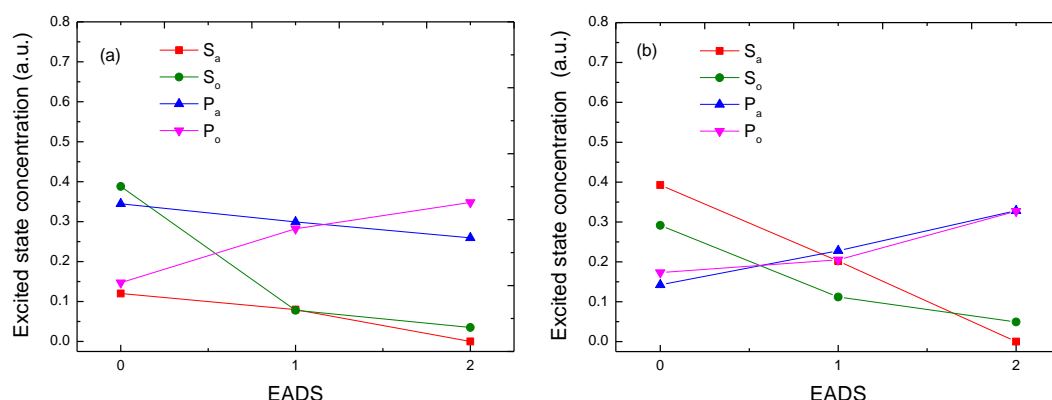 0.8
0.7
0.6
0.5
0.4
0.3
0.2
0.1
0.0
Excited state concentration (a.u.)
(a)
Sₐ
Sₒ
Pₐ
Pₒ
0 1 2
EADS
0.8
0.7
0.6
0.5
0.4
0.3
0.2
0.1
0.0
Excited state concentration (a.u.)
(b)
Sₐ
Sₒ
Pₐ
Pₒ
0 1 2
EADS